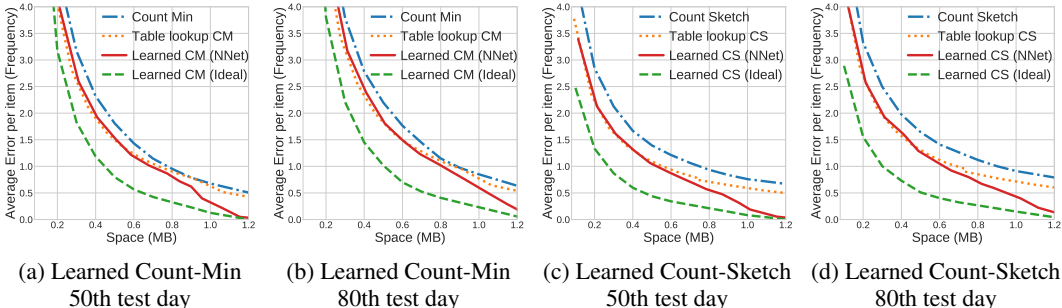 Average Error per item (Frequency)
4.0
3.5
3.0
2.5
2.0
1.5
1.0
0.5
0.0
Count Min
Table lookup CM
Learned CM (NNet)
Learned CM (Ideal)
0.2 0.4 0.6 0.8 1.0 1.2
Space (MB)
(a) Learned Count-Min
50th test day
Average Error per item (Frequency)
4.0
3.5
3.0
2.5
2.0
1.5
1.0
0.5
0.0
Count Min
Table lookup CM
Learned CM (NNet)
Learned CM (Ideal)
0.2 0.4 0.6 0.8 1.0 1.2
Space (MB)
(b) Learned Count-Min
80th test day
Average Error per item (Frequency)
4.0
3.5
3.0
2.5
2.0
1.5
1.0
0.5
0.0
Count Sketch
Table lookup CS
Learned CS (NNet)
Learned CS (Ideal)
0.2 0.4 0.6 0.8 1.0 1.2
Space (MB)
(c) Learned Count-Sketch
50th test day
Average Error per item (Frequency)
4.0
3.5
3.0
2.5
2.0
1.5
1.0
0.5
0.0
Count Sketch
Table lookup CS
Learned CS (NNet)
Learned CS (Ideal)
0.2 0.4 0.6 0.8 1.0 1.2
Space (MB)
(d) Learned Count-Sketch
80th test day